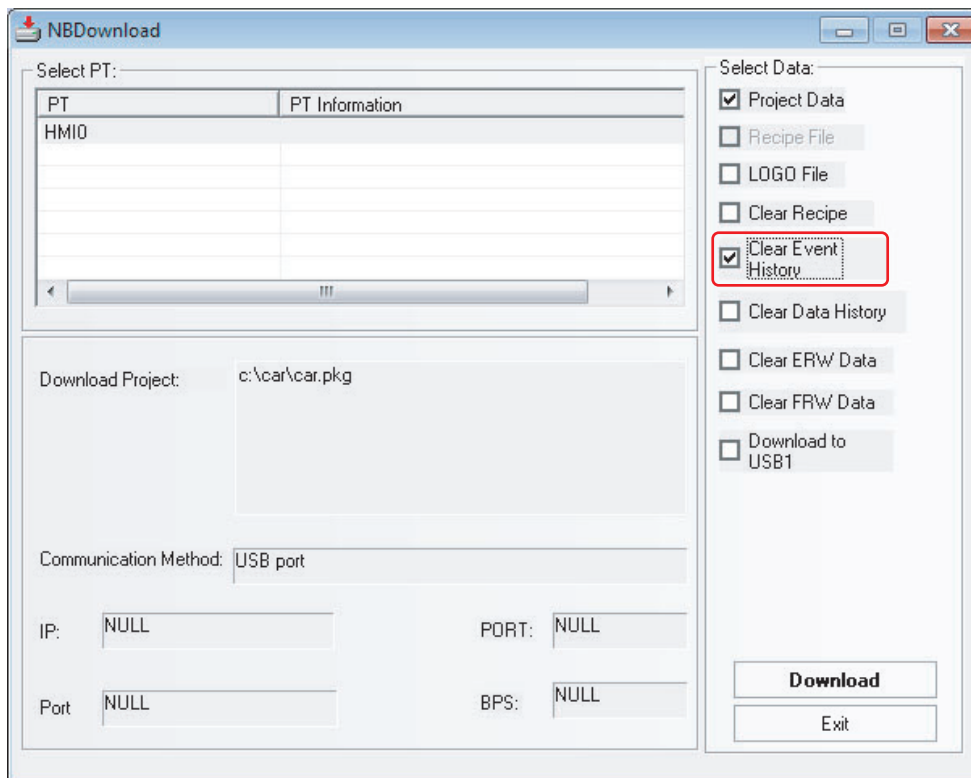 NBDownload
Select PT:
PT PT Information
HMI0
Download Project: c:\car\car.pkg
Communication Method: USB port
IP: NULL PORT: NULL
Port NULL BPS: NULL
Select Data:
Project Data
Recipe File
LOGO File
Clear Recipe
Clear Event
History
Clear Data History
Clear ERW Data
Clear FRW Data
Download to
USB1
Download
Exit